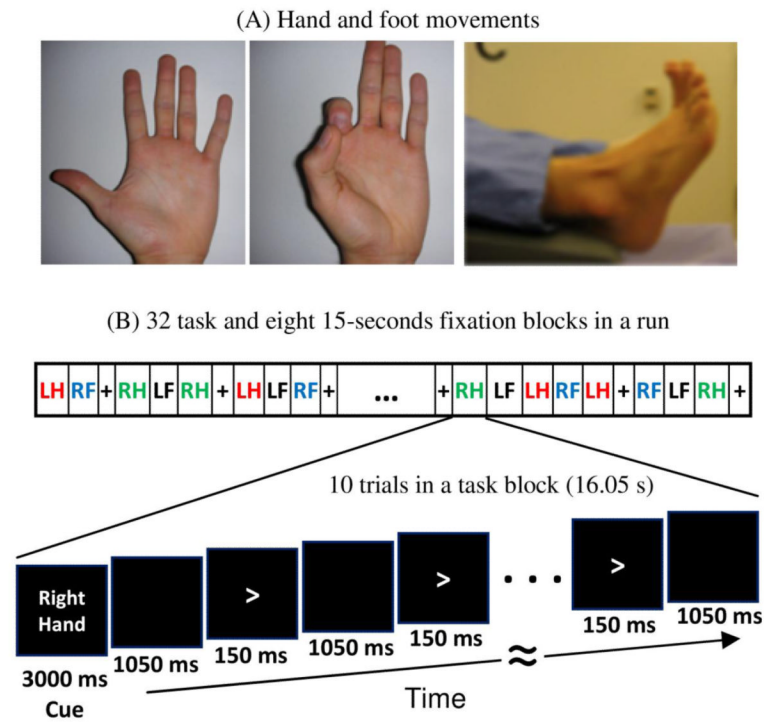 (A) Hand and foot movements
C
(B) 32 task and eight 15-seconds fixation blocks in a run
LH RF + RH LF RH + LH LF RF + ... + RH LF LH RF LH + RF LF RH +
10 trials in a task block (16.05 s)
Right
Hand
> > . . . >
3000 ms 1050 ms 150 ms 1050 ms 150 ms ≈ 150 ms 1050 ms
Cue
Time